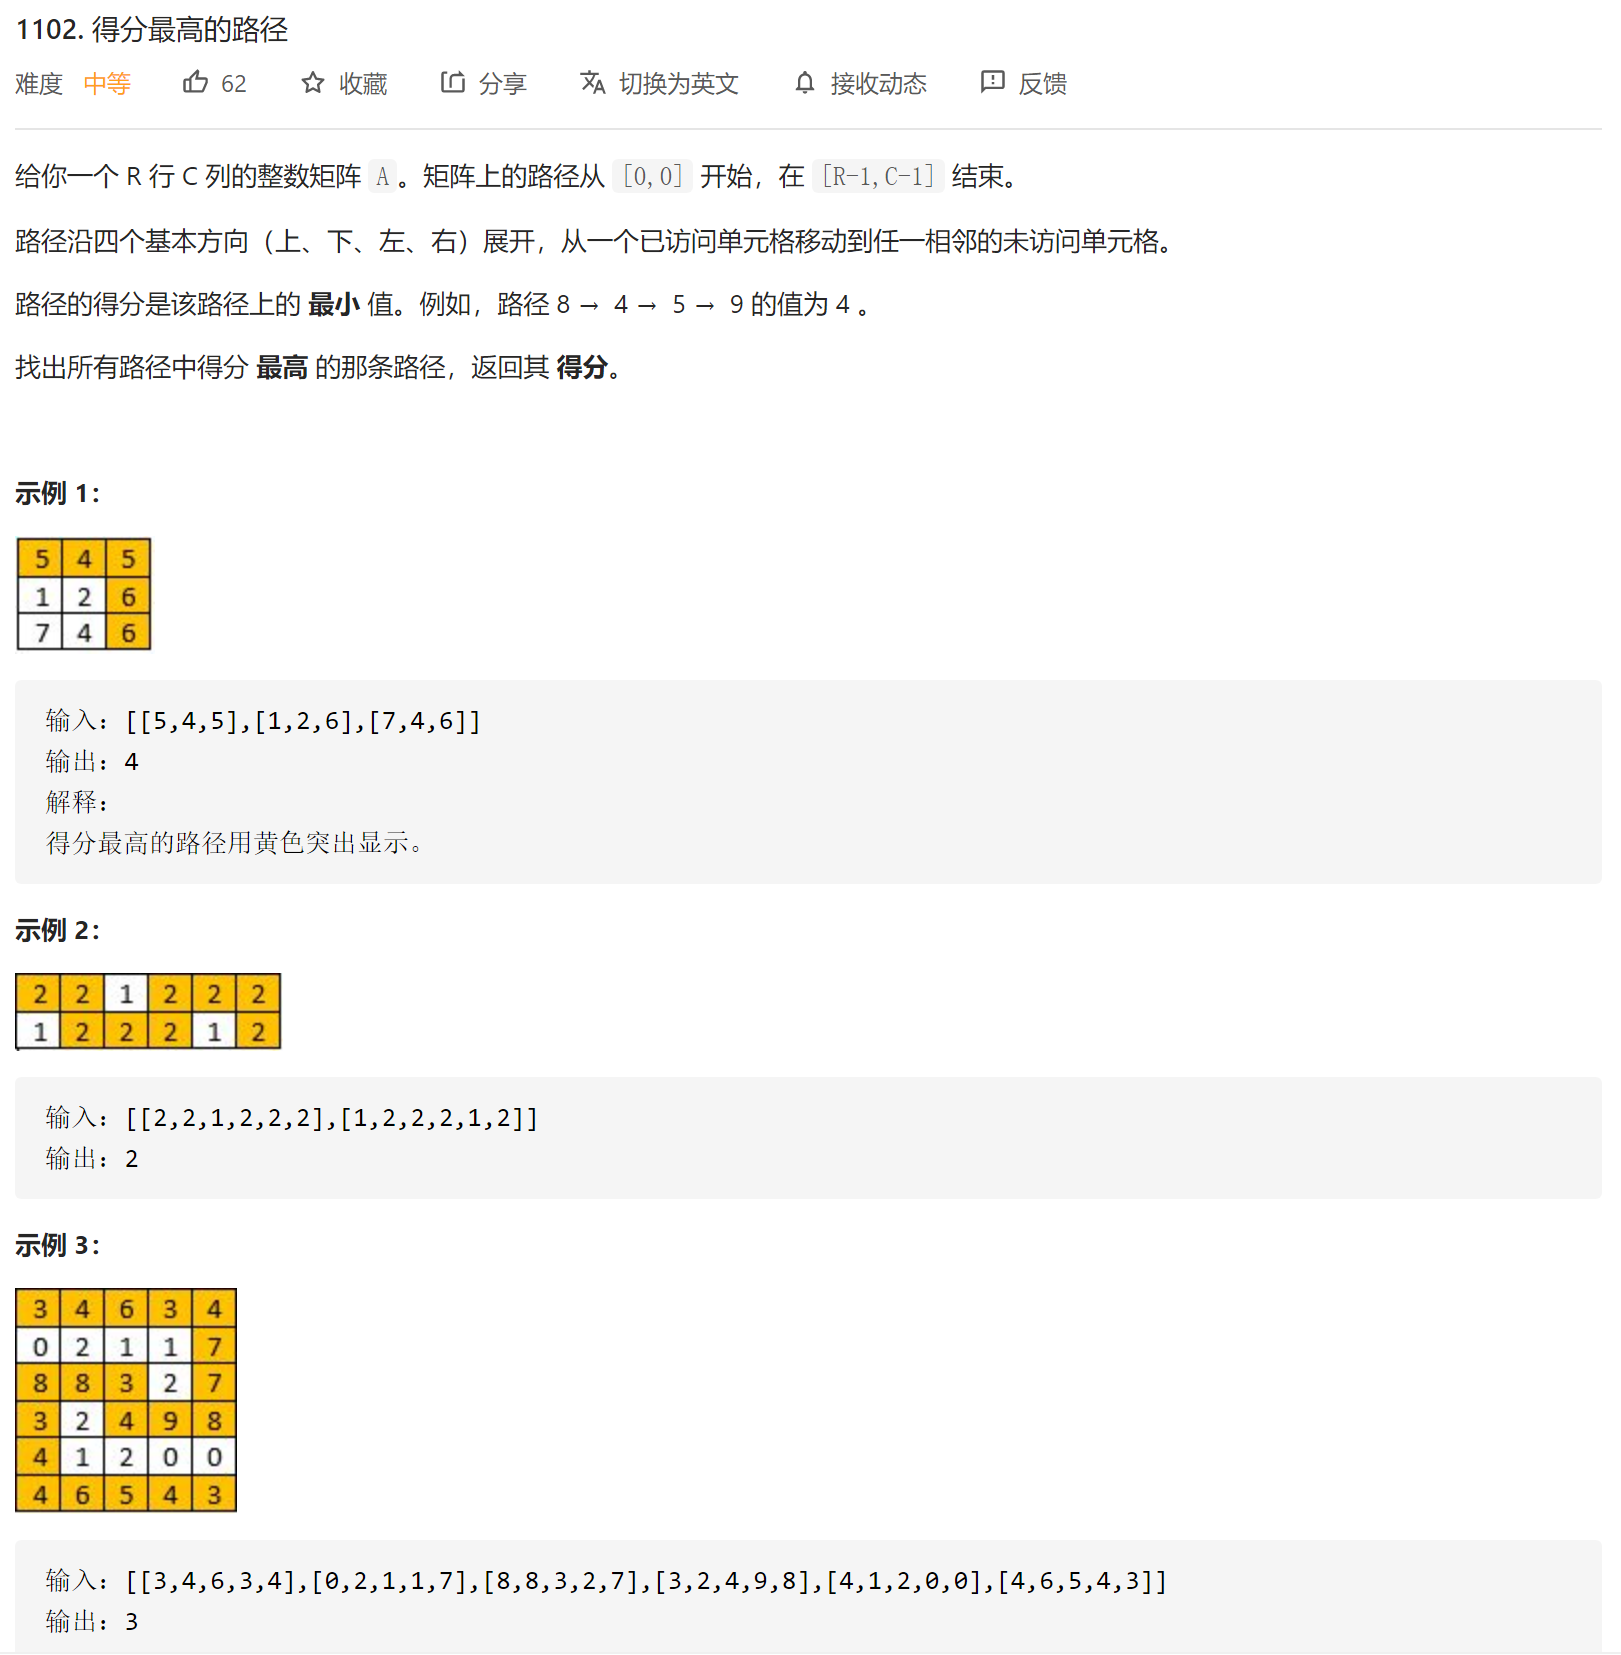 1102. 得分最高的路径
难度 中等 62 收藏 分享 切换为英文 接收动态 反馈
给你一个 R 行 C 列的整数矩阵 A 。矩阵上的路径从 [0,0] 开始，在 [R-1,C-1] 结束。
路径沿四个基本方向（上、下、左、右）展开，从一个已访问单元格移动到任一相邻的未访问单元格。
路径的得分是该路径上的 最小 值。例如，路径 8 → 4 → 5 → 9 的值为 4 。
找出所有路径中得分 最高 的那条路径，返回其 得分。
示例 1：
5 4 5
1 2 6
7 4 6
输入：[[5,4,5],[1,2,6],[7,4,6]]
输出：4
解释：
得分最高的路径用黄色突出显示。
示例 2：
2 2 1 2 2 2
1 2 2 2 1 2
输入：[[2,2,1,2,2,2],[1,2,2,2,1,2]]
输出：2
示例 3：
3 4 6 3 4
0 2 1 1 7
8 8 3 2 7
3 2 4 9 8
4 1 2 0 0
4 6 5 4 3
输入：[[3,4,6,3,4],[0,2,1,1,7],[8,8,3,2,7],[3,2,4,9,8],[4,1,2,0,0],[4,6,5,4,3]]
输出：3